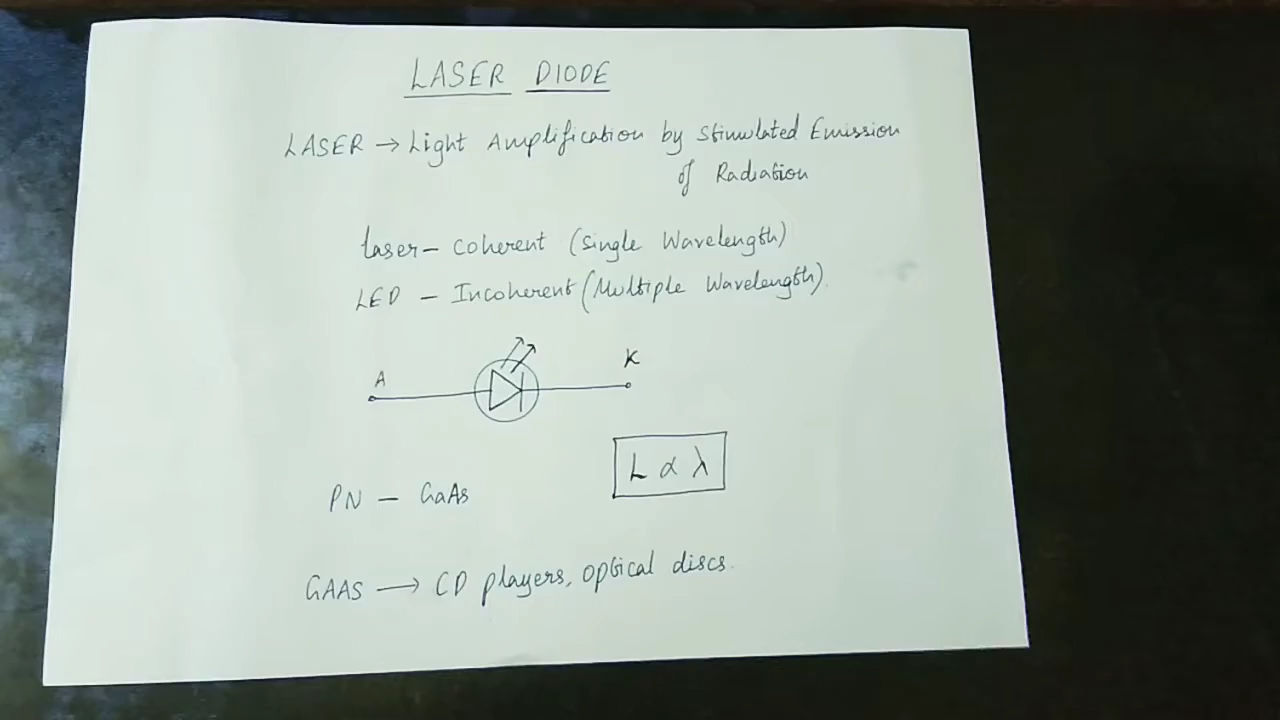 LASER DIODE
LASER → Light Amplification by Stimulated Emission
of Radiation
laser – Coherent (Single Wavelength)
LED – Incoherent (Multiple Wavelength).
A K
L ∝ λ
PN – GaAs
GAAS → CD players, optical discs.